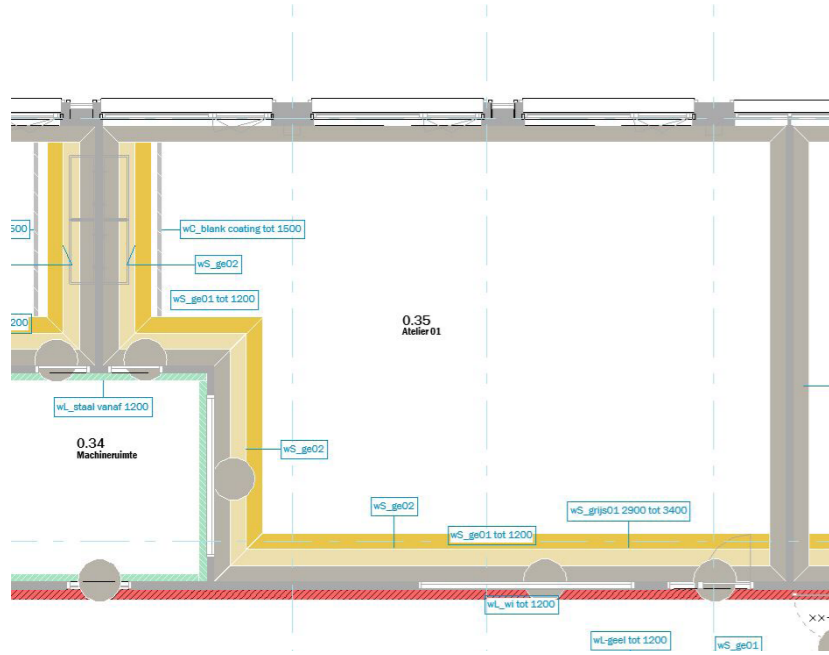 500
wC_blank coating tot 1500
wS_ge02
wS_ge01 tot 1200
200
0.35
Atelier 01
wL_staal vanaf 1200
0.34
Machineruimte
wS_ge02
wS_ge02
wS_grijs01 2900 tot 3400
wS_ge01 tot 1200
wL_wi tot 1200
xx-
wL-geel tot 1200
wS_ge01